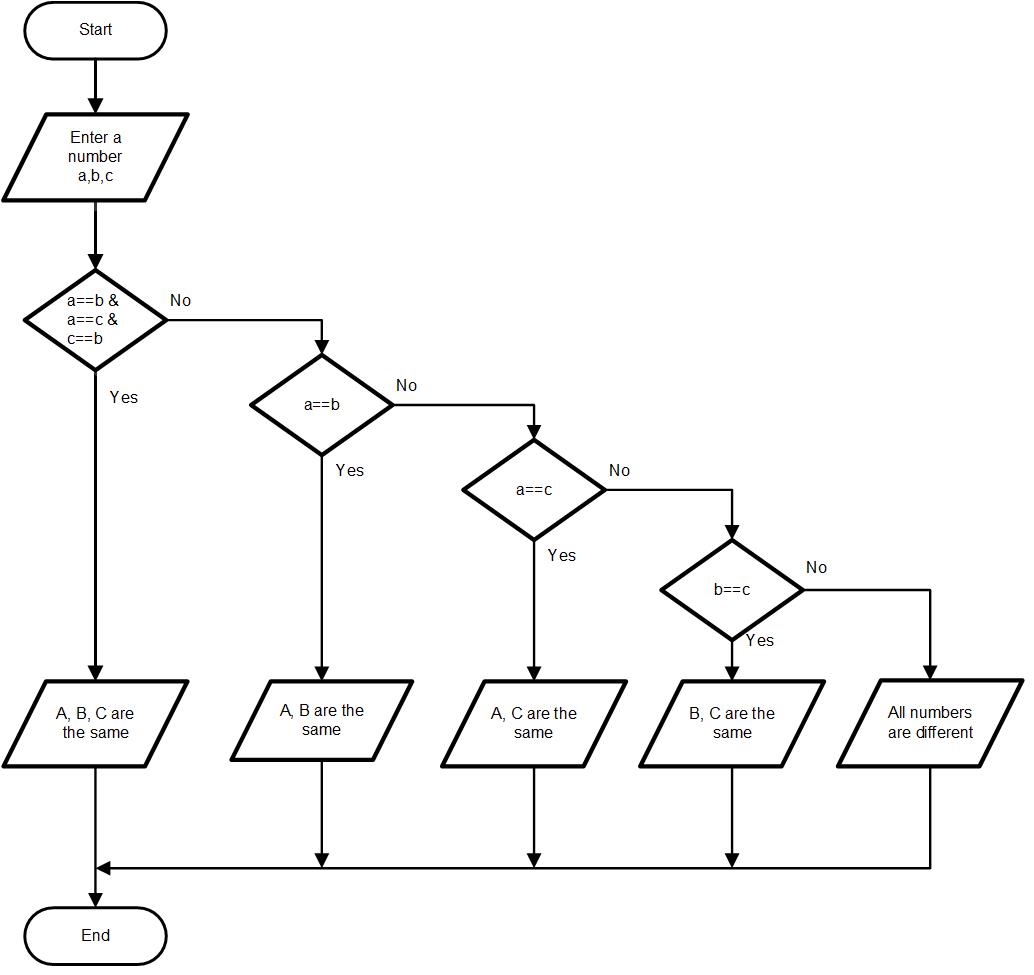 Start
Enter a
number
a,b,c
a==b &
a==c &
c==b
No
Yes
a==b
No
Yes
a==c
No
Yes
b==c
No
Yes
A, B, C are
the same
A, B are the
same
A, C are the
same
B, C are the
same
All numbers
are different
End